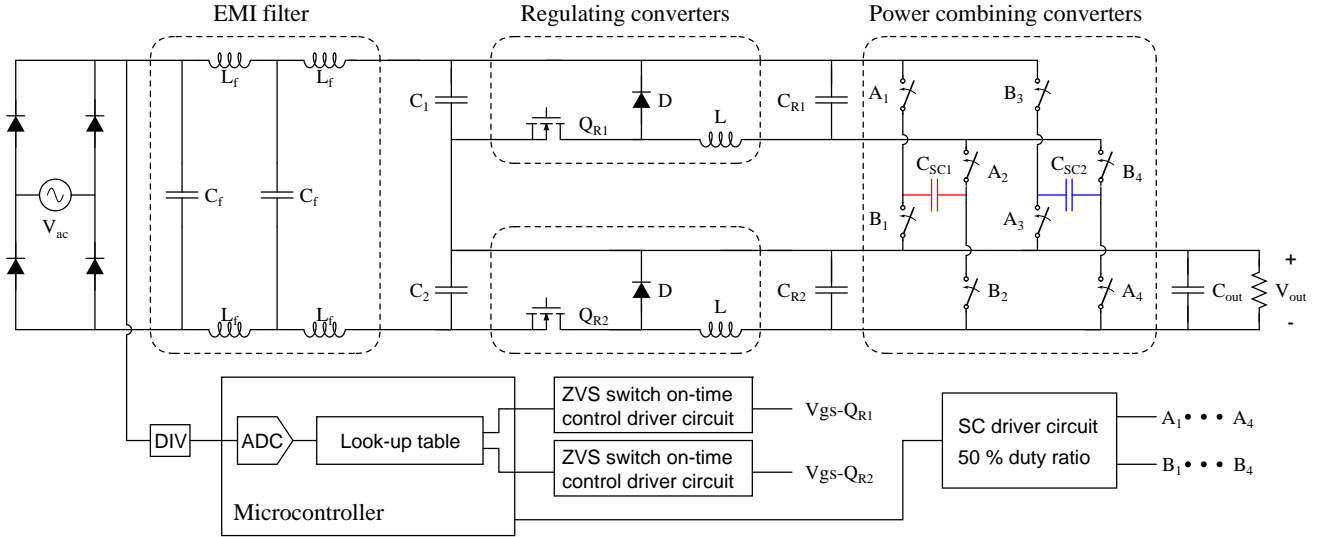 EMI filter
Regulating converters
Power combining converters
L_f
L_f
C_1
Q_R1
D
L
C_R1
A_1
B_3
C_f
C_f
V_ac
C_SC1
A_2
C_SC2
B_4
B_1
A_3
L_f
L_f
C_2
Q_R2
D
L
C_R2
B_2
A_4
C_out
+
V_out
-
ZVS switch on-time
control driver circuit
Vgs-Q_R1
DIV
ADC
Look-up table
ZVS switch on-time
control driver circuit
Vgs-Q_R2
Microcontroller
SC driver circuit
50 % duty ratio
A_1 • • • A_4
B_1 • • • B_4